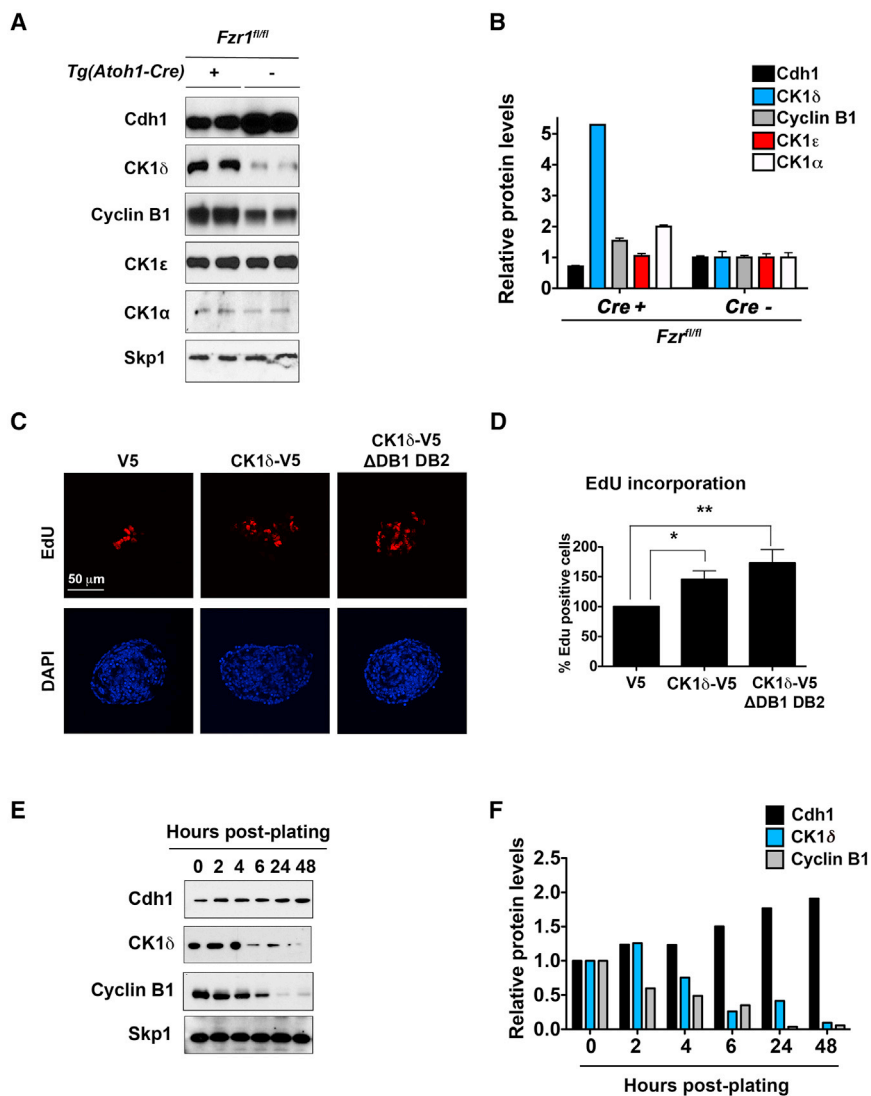 A
Fzr1fl/fl
Tg(Atoh1-Cre) + -
Cdh1
CK1δ
Cyclin B1
CK1ε
CK1α
Skp1
B
Cdh1
CK1δ
Cyclin B1
CK1ε
CK1α
Relative protein levels
5
4
3
2
1
0
Cre + Cre -
Fzrfl/fl
C
V5 CK1δ-V5 CK1δ-V5
ΔDB1 DB2
EdU
50 μm
DAPI
D
EdU incorporation
**
*
% Edu positive cells
200
150
100
50
0
V5 CK1δ-V5 CK1δ-V5
ΔDB1 DB2
E
Hours post-plating
0 2 4 6 24 48
Cdh1
CK1δ
Cyclin B1
Skp1
F
Cdh1
CK1δ
Cyclin B1
Relative protein levels
2.5
2.0
1.5
1.0
0.5
0.0
0 2 4 6 24 48
Hours post-plating